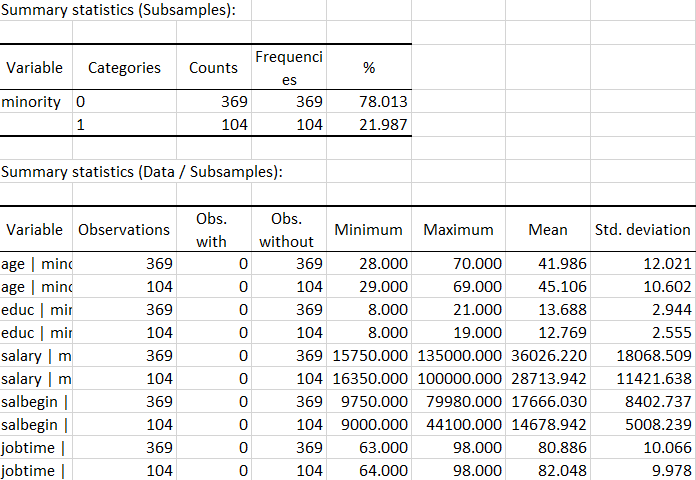 Summary statistics (Subsamples):
Variable Categories Counts Frequencies %
minority 0 369 369 78.013
1 104 104 21.987
Summary statistics (Data / Subsamples):
Variable Observations Obs. with Obs. without Minimum Maximum Mean Std. deviation
age | mino 369 0 369 28.000 70.000 41.986 12.021
age | mino 104 0 104 29.000 69.000 45.106 10.602
educ | mir 369 0 369 8.000 21.000 13.688 2.944
educ | mir 104 0 104 8.000 19.000 12.769 2.555
salary | m 369 0 369 15750.000 135000.000 36026.220 18068.509
salary | m 104 0 104 16350.000 100000.000 28713.942 11421.638
salbegin | 369 0 369 9750.000 79980.000 17666.030 8402.737
salbegin | 104 0 104 9000.000 44100.000 14678.942 5008.239
jobtime | 369 0 369 63.000 98.000 80.886 10.066
jobtime | 104 0 104 64.000 98.000 82.048 9.978